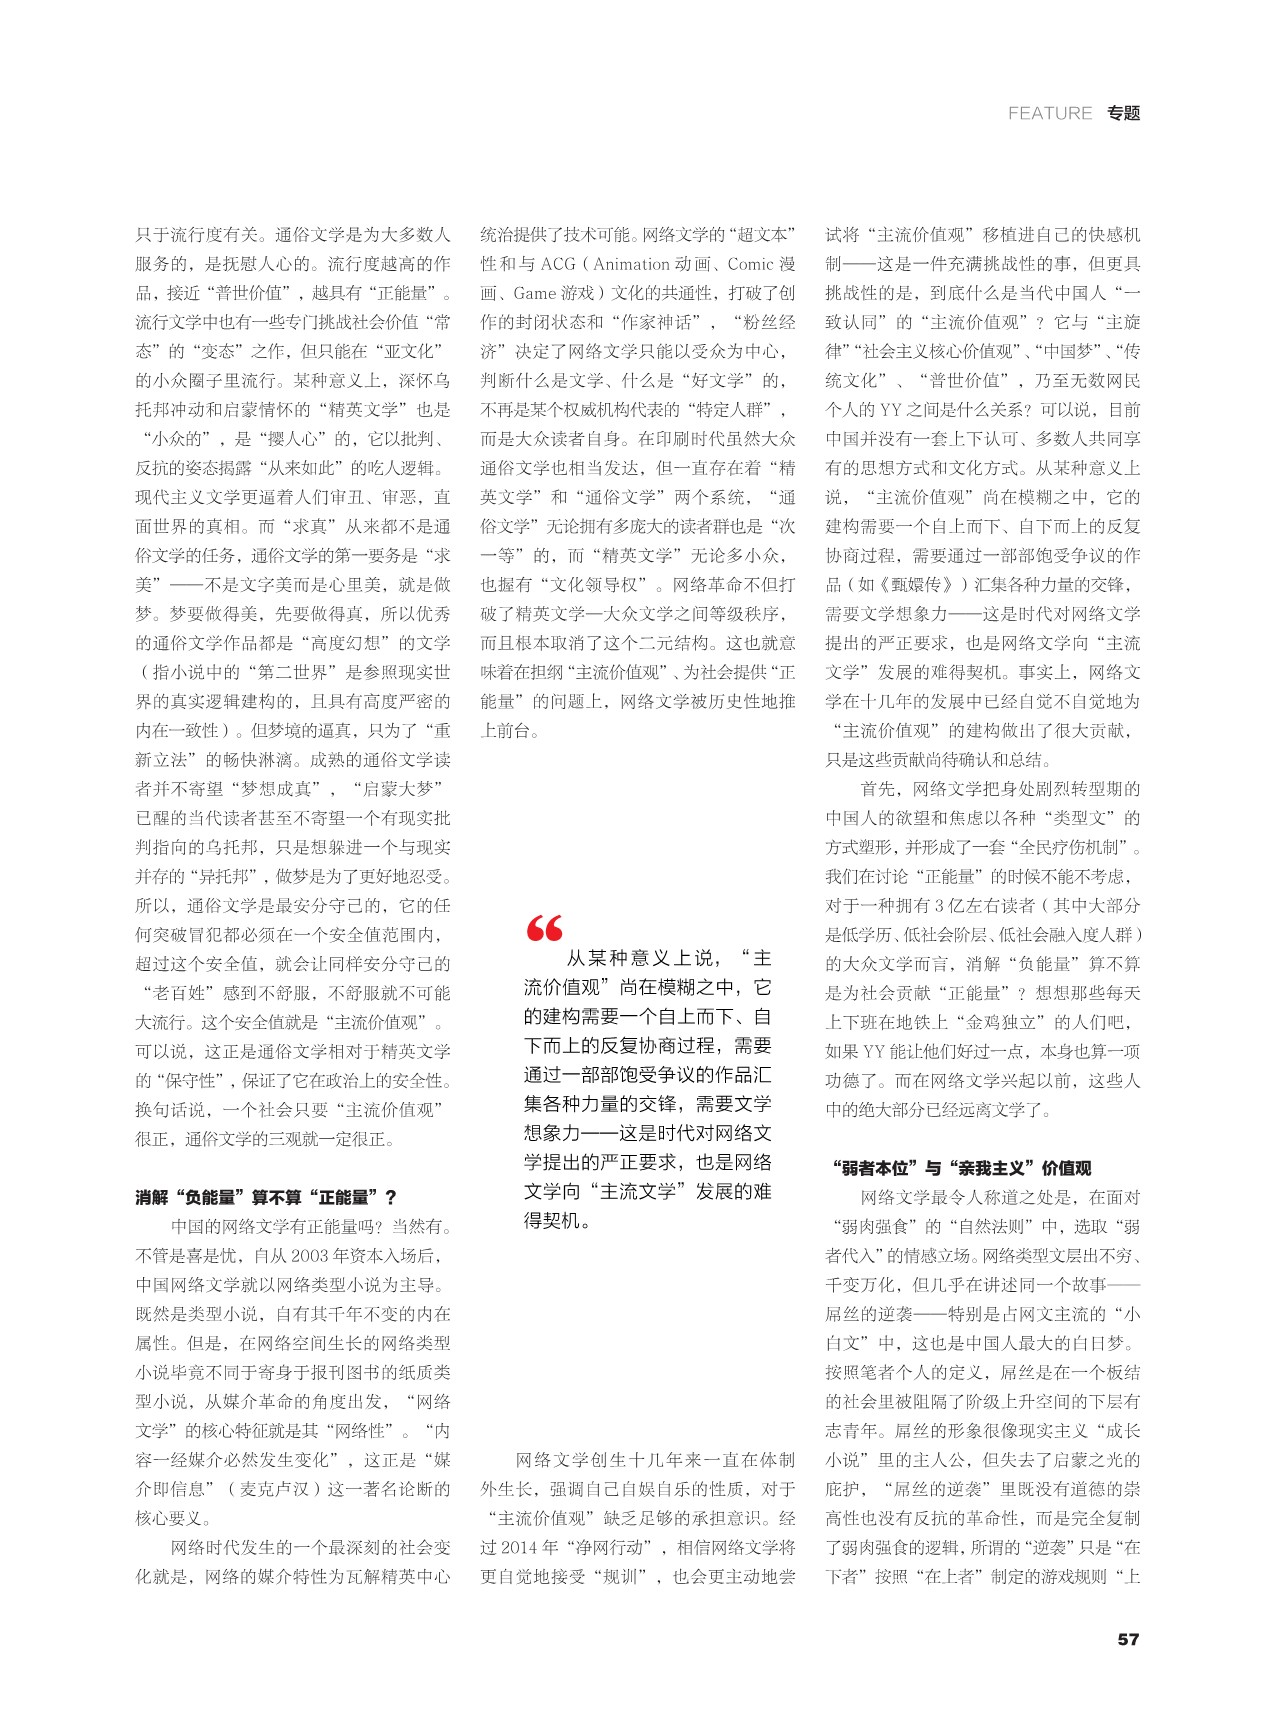 FEATURE 专题
只于流行度有关。通俗文学是为大多数人
服务的，是抚慰人心的。流行度越高的作
品，接近“普世价值”，越具有“正能量”。
流行文学中也有一些专门挑战社会价值“常
态”的“变态”之作，但只能在“亚文化”
的小众圈子里流行。某种意义上，深怀乌
托邦冲动和启蒙情怀的“精英文学”也是
“小众的”，是“撄人心”的，它以批判、
反抗的姿态揭露“从来如此”的吃人逻辑。
现代主义文学更逼着人们审丑、审恶，直
面世界的真相。而“求真”从来都不是通
俗文学的任务，通俗文学的第一要务是“求
美”——不是文字美而是心里美，就是做
梦。梦要做得美，先要做得真，所以优秀
的通俗文学作品都是“高度幻想”的文学
（指小说中的“第二世界”是参照现实世
界的真实逻辑建构的，且具有高度严密的
内在一致性）。但梦境的逼真，只为了“重
新立法”的畅快淋漓。成熟的通俗文学读
者并不寄望“梦想成真”，“启蒙大梦”
已醒的当代读者甚至不寄望一个有现实批
判指向的乌托邦，只是想躲进一个与现实
并存的“异托邦”，做梦是为了更好地忍受。
所以，通俗文学是最安分守己的，它的任
何突破冒犯都必须在一个安全值范围内，
超过这个安全值，就会让同样安分守己的
“老百姓”感到不舒服，不舒服就不可能
大流行。这个安全值就是“主流价值观”。
可以说，这正是通俗文学相对于精英文学
的“保守性”，保证了它在政治上的安全性。
换句话说，一个社会只要“主流价值观”
很正，通俗文学的三观就一定很正。
消解“负能量”算不算“正能量”？
中国的网络文学有正能量吗？当然有。
不管是喜是忧，自从 2003 年资本入场后，
中国网络文学就以网络类型小说为主导。
既然是类型小说，自有其千年不变的内在
属性。但是，在网络空间生长的网络类型
小说毕竟不同于寄身于报刊图书的纸质类
型小说，从媒介革命的角度出发，“网络
文学”的核心特征就是其“网络性”。“内
容一经媒介必然发生变化”，这正是“媒
介即信息”（麦克卢汉）这一著名论断的
核心要义。
网络时代发生的一个最深刻的社会变
化就是，网络的媒介特性为瓦解精英中心
统治提供了技术可能。网络文学的“超文本”
性和与 ACG（Animation 动画、Comic 漫
画、Game 游戏）文化的共通性，打破了创
作的封闭状态和“作家神话”，“粉丝经
济”决定了网络文学只能以受众为中心，
判断什么是文学、什么是“好文学”的，
不再是某个权威机构代表的“特定人群”，
而是大众读者自身。在印刷时代虽然大众
通俗文学也相当发达，但一直存在着“精
英文学”和“通俗文学”两个系统，“通
俗文学”无论拥有多庞大的读者群也是“次
一等”的，而“精英文学”无论多小众，
也握有“文化领导权”。网络革命不但打
破了精英文学—大众文学之间等级秩序，
而且根本取消了这个二元结构。这也就意
味着在担纲“主流价值观”、为社会提供“正
能量”的问题上，网络文学被历史性地推
上前台。
“
从某种意义上说，“主
流价值观”尚在模糊之中，它
的建构需要一个自上而下、自
下而上的反复协商过程，需要
通过一部部饱受争议的作品汇
集各种力量的交锋，需要文学
想象力——这是时代对网络文
学提出的严正要求，也是网络
文学向“主流文学”发展的难
得契机。
网络文学创生十几年来一直在体制
外生长，强调自己自娱自乐的性质，对于
“主流价值观”缺乏足够的承担意识。经
过 2014 年“净网行动”，相信网络文学将
更自觉地接受“规训”，也会更主动地尝
试将“主流价值观”移植进自己的快感机
制——这是一件充满挑战性的事，但更具
挑战性的是，到底什么是当代中国人“一
致认同”的“主流价值观”？它与“主旋
律”“社会主义核心价值观”、“中国梦”、“传
统文化”、“普世价值”，乃至无数网民
个人的 YY 之间是什么关系？可以说，目前
中国并没有一套上下认可、多数人共同享
有的思想方式和文化方式。从某种意义上
说，“主流价值观”尚在模糊之中，它的
建构需要一个自上而下、自下而上的反复
协商过程，需要通过一部部饱受争议的作
品（如《甄嬛传》）汇集各种力量的交锋，
需要文学想象力——这是时代对网络文学
提出的严正要求，也是网络文学向“主流
文学”发展的难得契机。事实上，网络文
学在十几年的发展中已经自觉不自觉地为
“主流价值观”的建构做出了很大贡献，
只是这些贡献尚待确认和总结。
首先，网络文学把身处剧烈转型期的
中国人的欲望和焦虑以各种“类型文”的
方式塑形，并形成了一套“全民疗伤机制”。
我们在讨论“正能量”的时候不能不考虑，
对于一种拥有 3 亿左右读者（其中大部分
是低学历、低社会阶层、低社会融入度人群）
的大众文学而言，消解“负能量”算不算
是为社会贡献“正能量”？想想那些每天
上下班在地铁上“金鸡独立”的人们吧，
如果 YY 能让他们好过一点，本身也算一项
功德了。而在网络文学兴起以前，这些人
中的绝大部分已经远离文学了。
“弱者本位”与“亲我主义”价值观
网络文学最令人称道之处是，在面对
“弱肉强食”的“自然法则”中，选取“弱
者代入”的情感立场。网络类型文层出不穷、
千变万化，但几乎在讲述同一个故事——
屌丝的逆袭——特别是占网文主流的“小
白文”中，这也是中国人最大的白日梦。
按照笔者个人的定义，屌丝是在一个板结
的社会里被阻隔了阶级上升空间的下层有
志青年。屌丝的形象很像现实主义“成长
小说”里的主人公，但失去了启蒙之光的
庇护，“屌丝的逆袭”里既没有道德的崇
高性也没有反抗的革命性，而是完全复制
了弱肉强食的逻辑，所谓的“逆袭”只是“在
下者”按照“在上者”制定的游戏规则“上
57